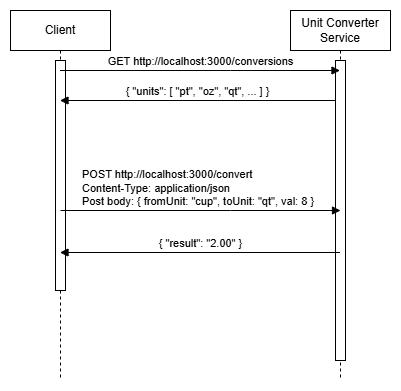 Client
Unit Converter
Service
GET http://localhost:3000/conversions
{ "units": [ "pt", "oz", "qt", ... ] }
POST http://localhost:3000/convert
Content-Type: application/json
Post body: { fromUnit: "cup", toUnit: "qt", val: 8 }
{ "result": "2.00" }